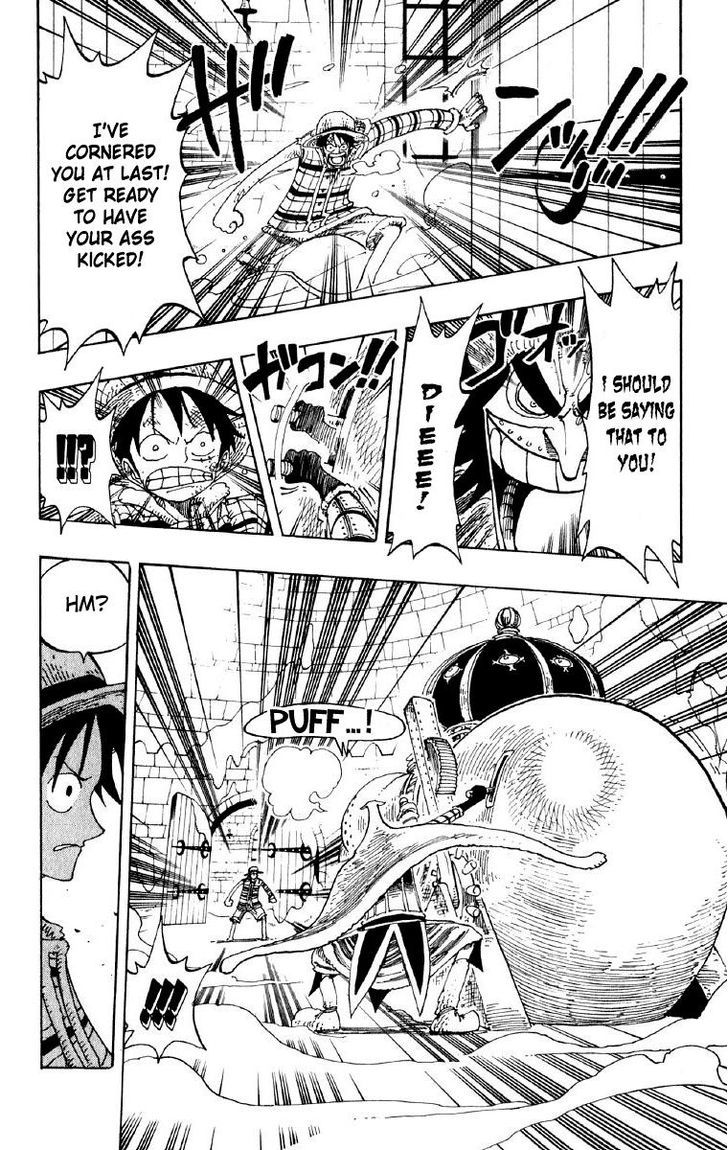 I'VE
CORNERED
YOU AT LAST!
GET READY
TO HAVE
YOUR ASS
KICKED!
ザ
ンッ!!!
I SHOULD
BE SAYING
THAT TO
YOU!
ゴオッ
DIEEE!
ガコン!!
!!?
HM?
PUFF...!
!!!